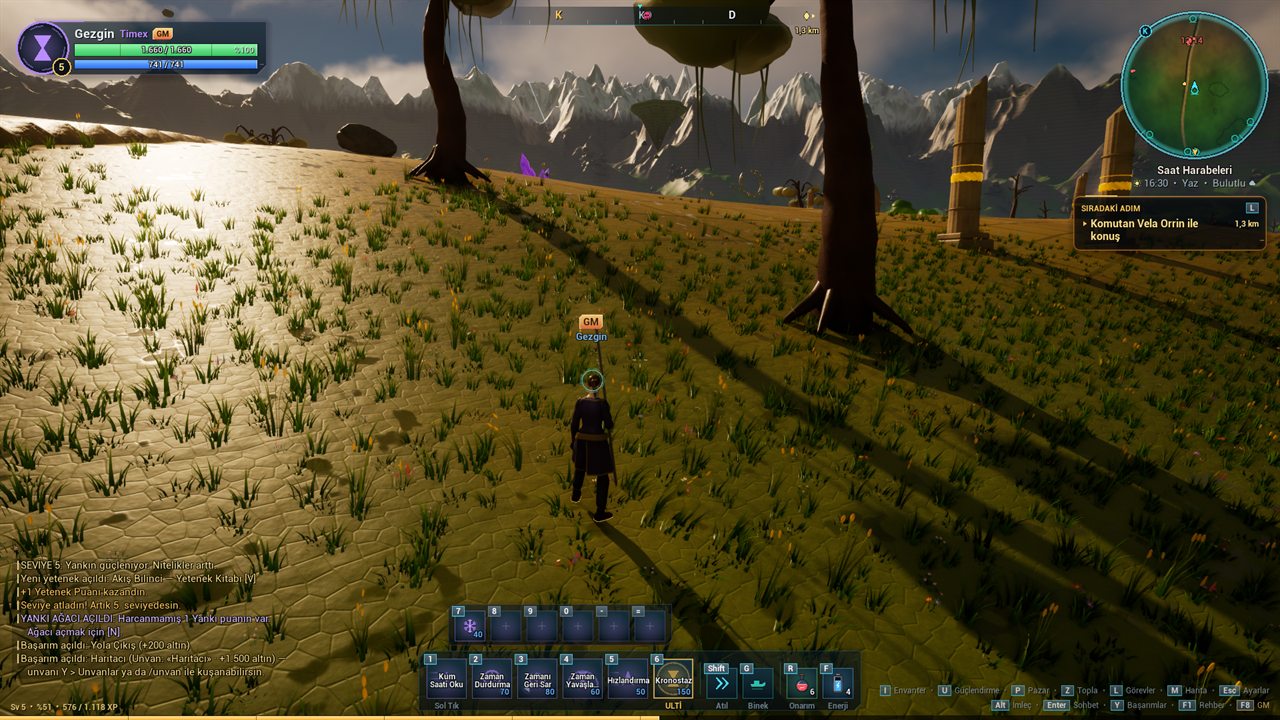 Gezgin Timex GM
1.660 / 1.660 %100
741 / 741
5
K
K
D
1,3 km
K
Saat Harabeleri
16:30 • Yaz • Bulutlu
SIRADAKİ ADIM L
Komutan Vela Orrin ile konuş 1,3 km
GM
Gezgin
SEVİYE 5 Yankın güçleniyor. Nitelikler arttı.
Yeni yetenek açıldı: Akış Bilinci — Yetenek Kitabı [V]
+1 Yetenek Puanı kazandın.
Seviye atladın! Artık 5. seviyedesin.
YANKI AĞACI AÇILDI: Harcanmamış 1 Yankı puanın var.
Ağacı açmak için [N]
Başarım açıldı: Yola Çıkış (+200 altın)
Başarım açıldı: Haritacı (Unvan: «Haritacı» +1.500 altın) —
unvanı Y > Unvanlar ya da /unvan ile kuşanabilirsin.
7 8 9 0 - =
40
1 2 3 4 5 6 Shift G R F
Kum Saati Oku
Zaman Durdurma 70
Zamanı Geri Sar 80
Zaman Yavaşla... 60
Hızlandırma 50
Kronostaz 150
6
4
Sol Tık ULTİ Atıl Binek Onarım Enerji
I Envanter U Güçlendirme P Pazar Z Topla L Görevler M Harita Esc Ayarlar
Alt İmleç Enter Sohbet Y Başarımlar F1 Rehber F8 GM
Sv 5 • %51 • 576 / 1.118 XP